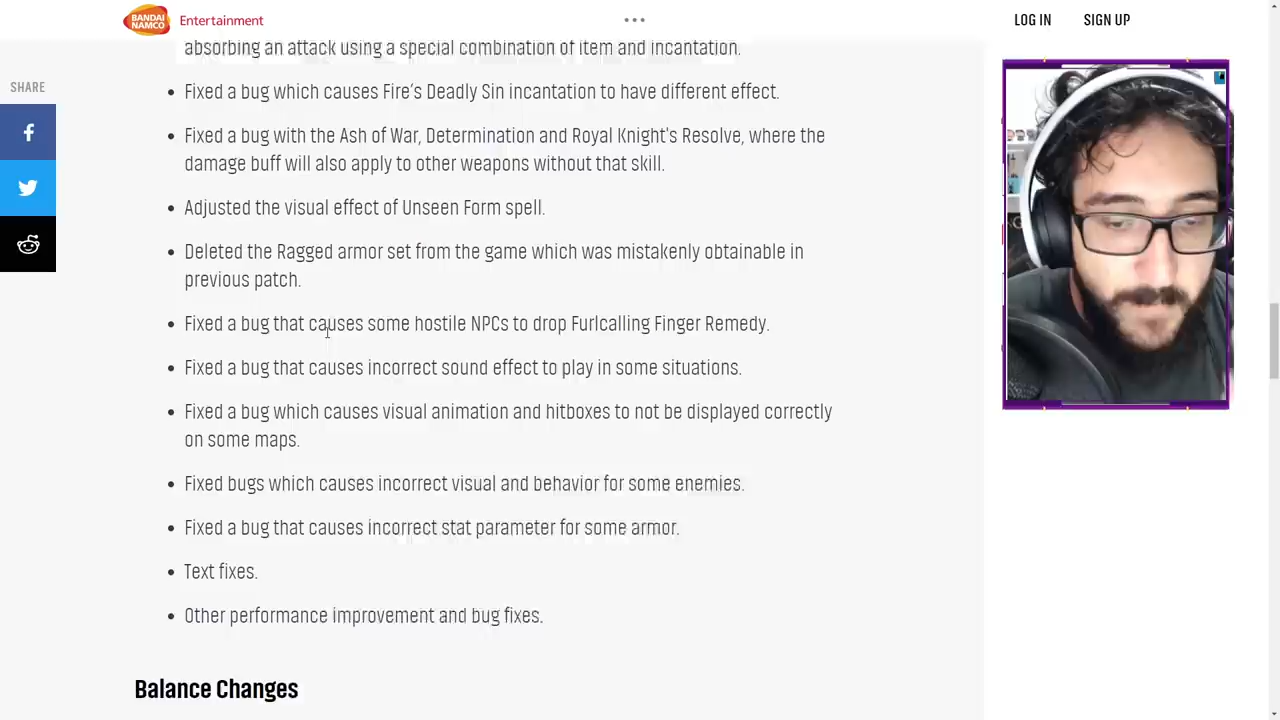 BANDAI
NAMCO
Entertainment
LOG IN
SIGN UP
SHARE
absorbing an attack using a special combination of item and incantation.
Fixed a bug which causes Fire's Deadly Sin incantation to have different effect.
Fixed a bug with the Ash of War, Determination and Royal Knight's Resolve, where the
damage buff will also apply to other weapons without that skill.
Adjusted the visual effect of Unseen Form spell.
Deleted the Ragged armor set from the game which was mistakenly obtainable in
previous patch.
Fixed a bug that causes some hostile NPCs to drop Furlcalling Finger Remedy.
Fixed a bug that causes incorrect sound effect to play in some situations.
Fixed a bug which causes visual animation and hitboxes to not be displayed correctly
on some maps.
Fixed bugs which causes incorrect visual and behavior for some enemies.
Fixed a bug that causes incorrect stat parameter for some armor.
Text fixes.
Other performance improvement and bug fixes.
Balance Changes